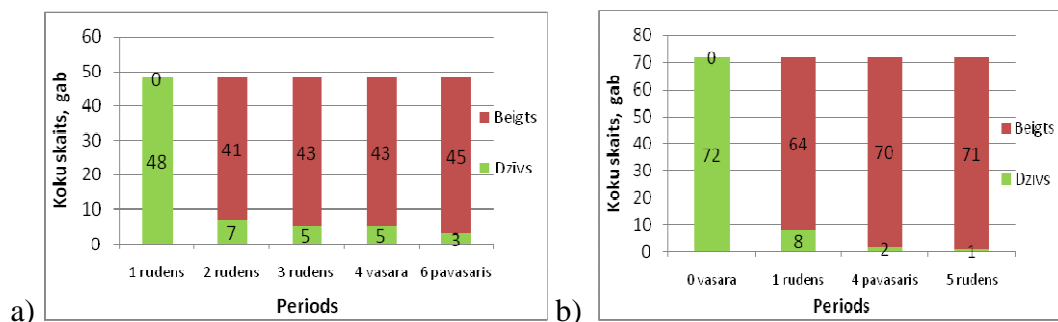 a)
Koku skaits, gab
60
50
40
30
20
10
0
0
48
41
7
43
5
43
5
45
3
1 rudens 2 rudens 3 rudens 4 vasara 6 pavasaris
Periods
Beigts
Dzīvs
b)
Koku skaits, gab
80
70
60
50
40
30
20
10
0
0
72
64
8
70
2
71
1
0 vasara 1 rudens 4 pavasaris 5 rudens
Periods
Beigts
Dzīvs